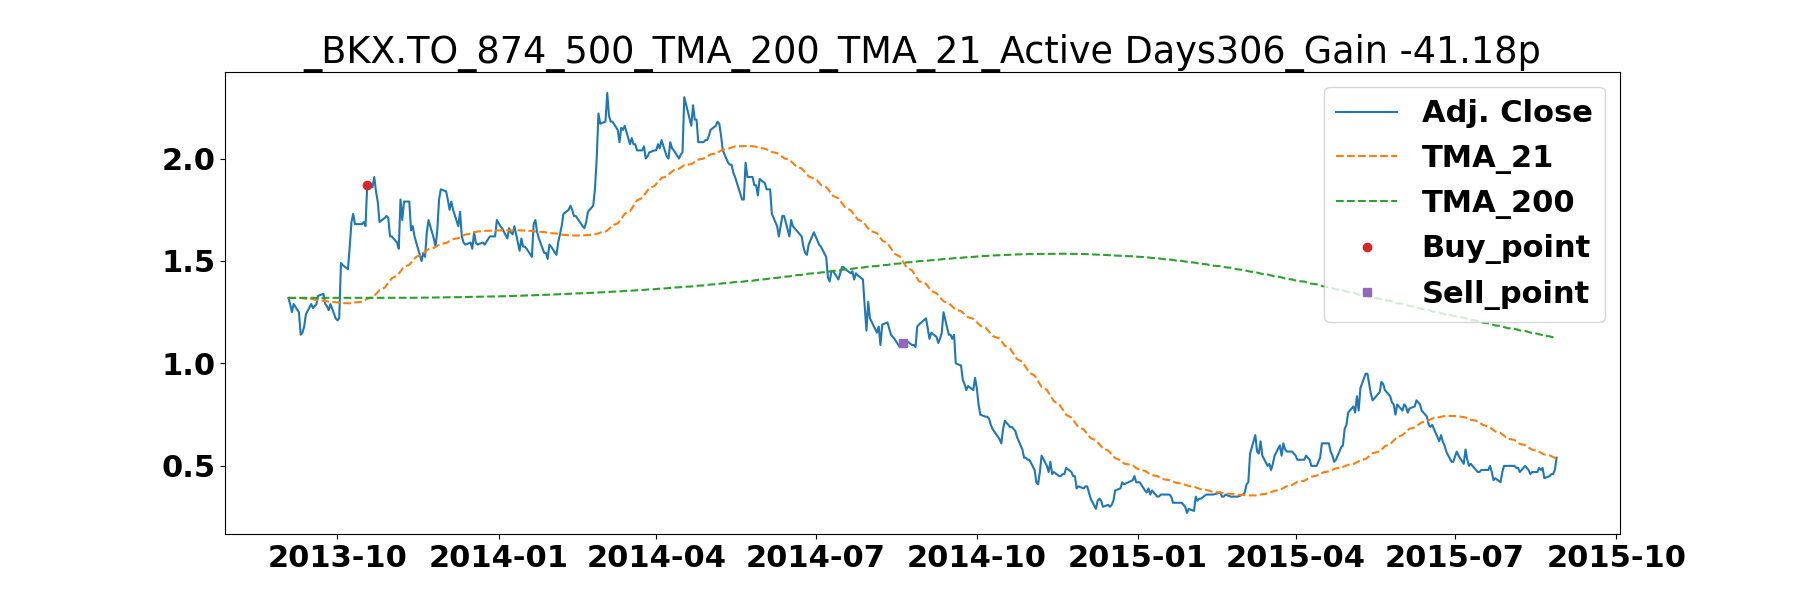 _BKX.TO_874_500_TMA_200_TMA_21_Active Days306_Gain -41.18p
Adj. Close
TMA_21
TMA_200
Buy_point
Sell_point
2.0
1.5
1.0
0.5
2013-10 2014-01 2014-04 2014-07 2014-10 2015-01 2015-04 2015-07 2015-10